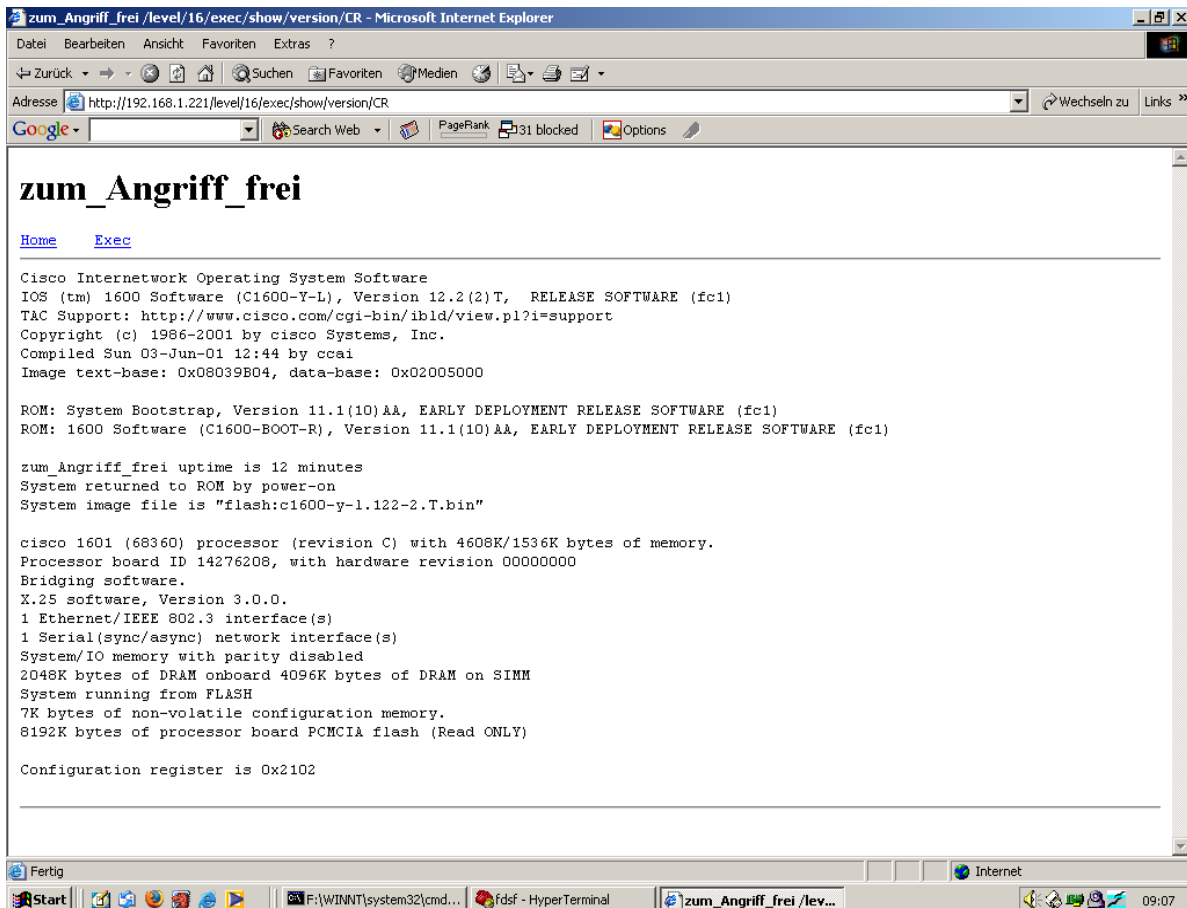 zum_Angriff_frei /level/16/exec/show/version/CR - Microsoft Internet Explorer
Datei Bearbeiten Ansicht Favoriten Extras ?
Zurück Suchen Favoriten Medien
Adresse http://192.168.1.221/level/16/exec/show/version/CR Wechseln zu Links »
Google Search Web PageRank 31 blocked Options
zum_Angriff_frei
Home Exec
Cisco Internetwork Operating System Software
IOS (tm) 1600 Software (C1600-Y-L), Version 12.2(2)T, RELEASE SOFTWARE (fc1)
TAC Support: http://www.cisco.com/cgi-bin/ibld/view.pl?i=support
Copyright (c) 1986-2001 by cisco Systems, Inc.
Compiled Sun 03-Jun-01 12:44 by ccai
Image text-base: 0x08039B04, data-base: 0x02005000
ROM: System Bootstrap, Version 11.1(10)AA, EARLY DEPLOYMENT RELEASE SOFTWARE (fc1)
ROM: 1600 Software (C1600-BOOT-R), Version 11.1(10)AA, EARLY DEPLOYMENT RELEASE SOFTWARE (fc1)
zum_Angriff_frei uptime is 12 minutes
System returned to ROM by power-on
System image file is "flash:c1600-y-l.122-2.T.bin"
cisco 1601 (68360) processor (revision C) with 4608K/1536K bytes of memory.
Processor board ID 14276208, with hardware revision 00000000
Bridging software.
X.25 software, Version 3.0.0.
1 Ethernet/IEEE 802.3 interface(s)
1 Serial(sync/async) network interface(s)
System/IO memory with parity disabled
2048K bytes of DRAM onboard 4096K bytes of DRAM on SIMM
System running from FLASH
7K bytes of non-volatile configuration memory.
8192K bytes of processor board PCMCIA flash (Read ONLY)
Configuration register is 0x2102
Fertig Internet
Start F:\WINNT\system32\cmd... fdsf - HyperTerminal zum_Angriff_frei /lev... 09:07